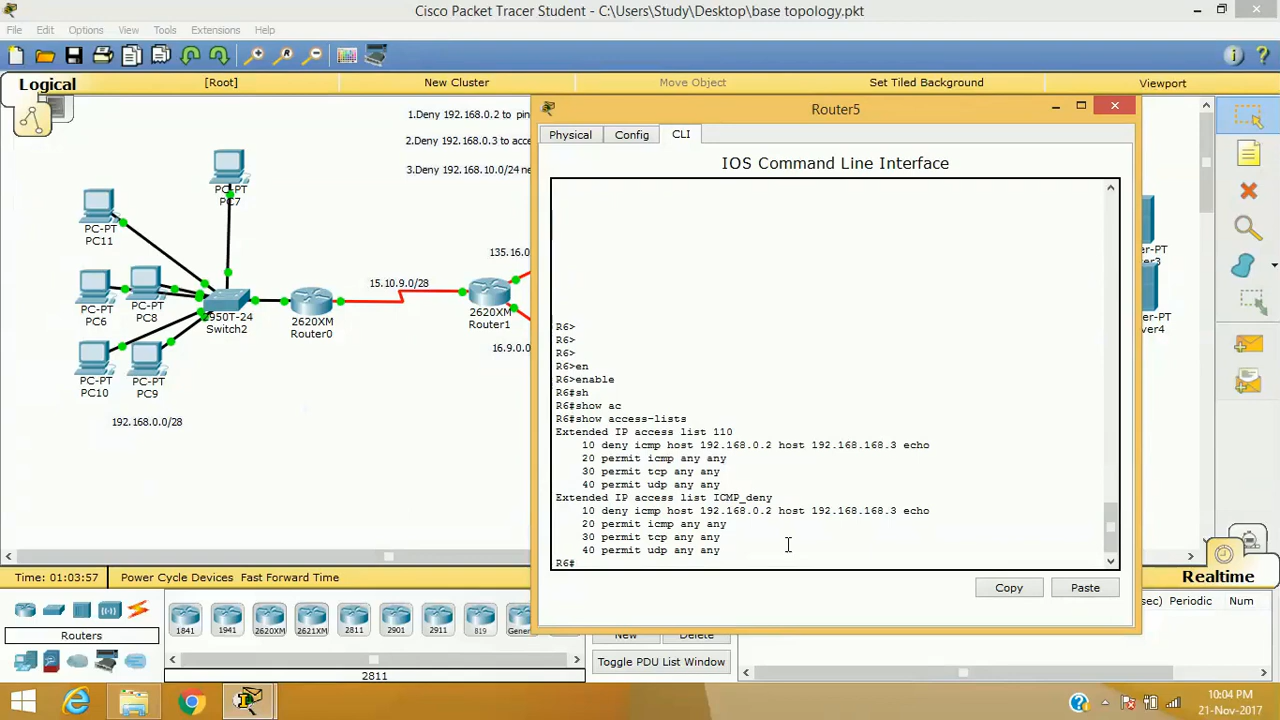 Cisco Packet Tracer Student - C:\Users\Study\Desktop\base topology.pkt
File Edit Options View Tools Extensions Help
Logical [Root] New Cluster Move Object Set Tiled Background Viewport
1.Deny 192.168.0.2 to pin
2.Deny 192.168.0.3 to acce
3.Deny 192.168.10.0/24 ne
PC-PT
PC7
PC-PT
PC11
PC-PT
PC6
PC-PT
PC8
2950T-24
Switch2
2620XM
Router0
15.10.9.0/28
135.16.0
2620XM
Router1
16.9.0
PC-PT
PC10
PC-PT
PC9
192.168.0.0/28
Router5
Physical Config CLI
IOS Command Line Interface
R6>
R6>
R6>
R6>en
R6>enable
R6#sh
R6#show ac
R6#show access-lists
Extended IP access list 110
10 deny icmp host 192.168.0.2 host 192.168.168.3 echo
20 permit icmp any any
30 permit tcp any any
40 permit udp any any
Extended IP access list ICMP_deny
10 deny icmp host 192.168.0.2 host 192.168.168.3 echo
20 permit icmp any any
30 permit tcp any any
40 permit udp any any
R6#
Copy Paste
r-PT
er3
r-PT
ver4
Time: 01:03:57 Power Cycle Devices Fast Forward Time
Realtime
Routers
1841 1941 2620XM 2621XM 2811 2901 2911 819 Gener
2811
New Delete
Toggle PDU List Window
sec) Periodic Num
10:04 PM
21-Nov-2017